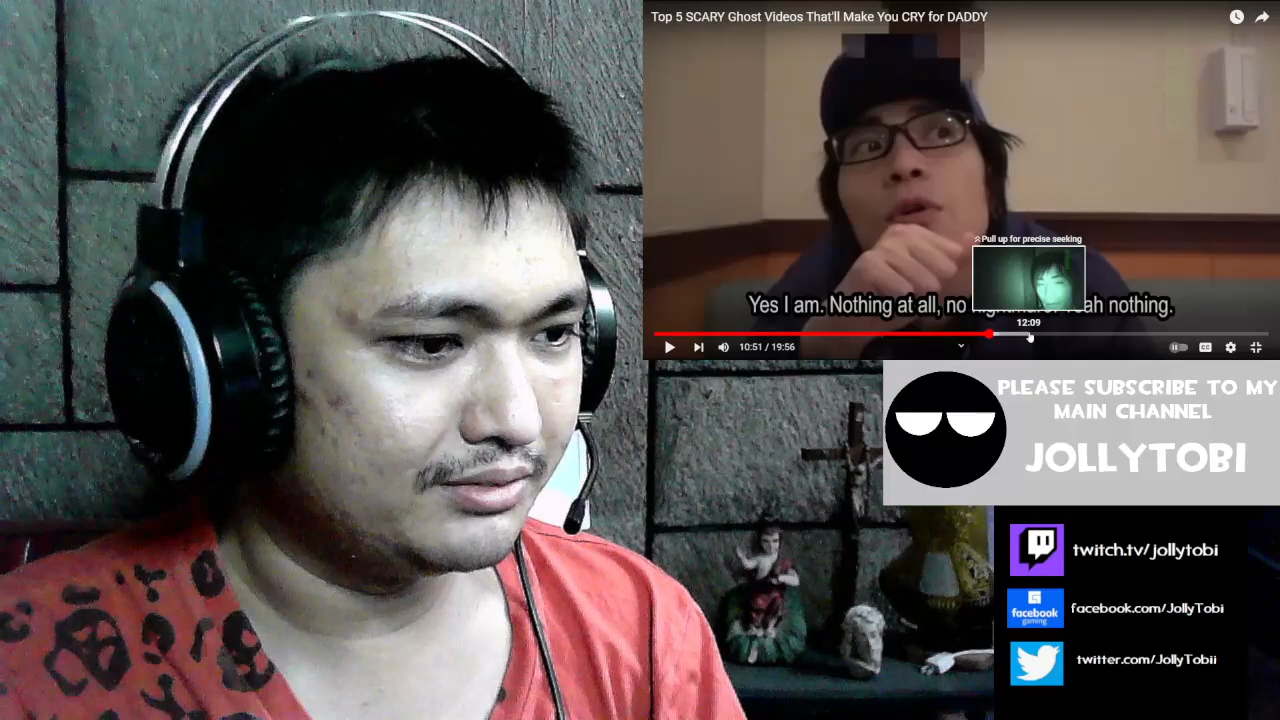 Top 5 SCARY Ghost Videos That'll Make You CRY for DADDY
Pull up for precise seeking
Yes I am. Nothing at all, no
ah nothing.
12:09
10:51 / 19:56
PLEASE SUBSCRIBE TO MY
MAIN CHANNEL
JOLLYTOBI
twitch.tv/jollytobi
facebook
gaming
facebook.com/JollyTobi
twitter.com/JollyTobii